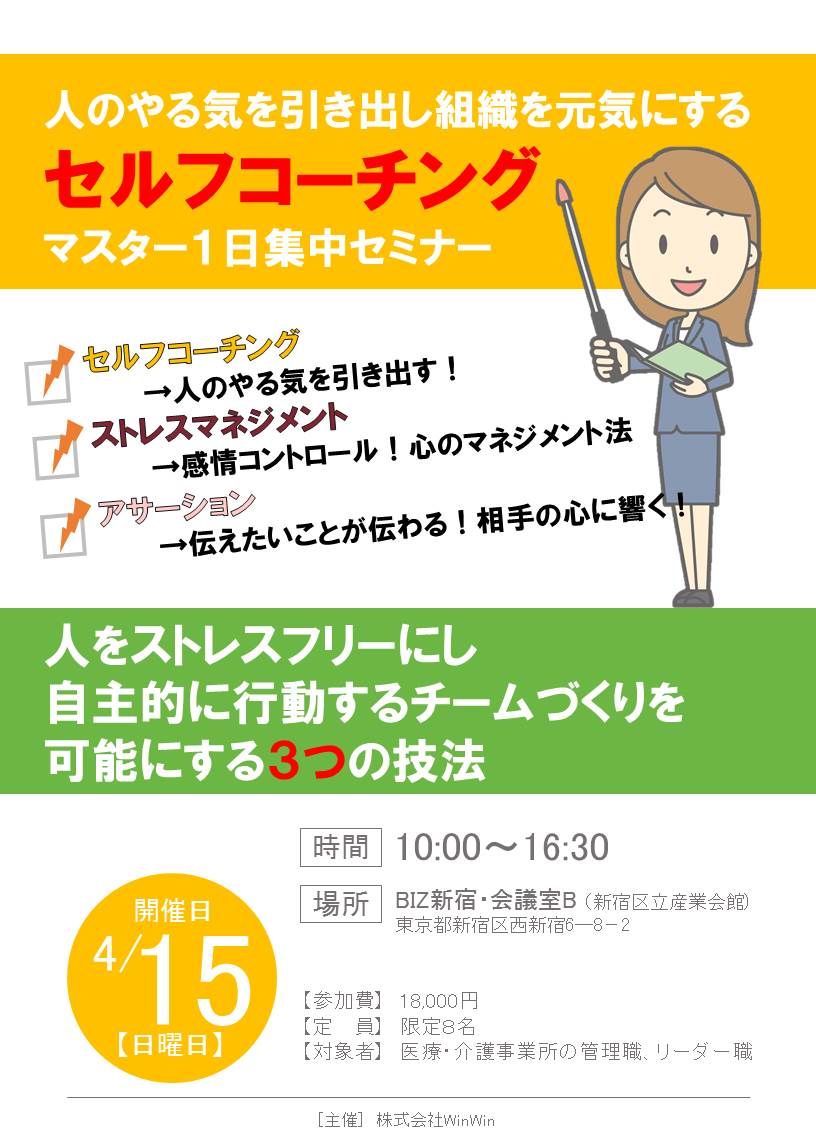 人のやる気を引き出し組織を元気にする
セルフコーチング
マスター１日集中セミナー
セルフコーチング
→人のやる気を引き出す！
ストレスマネジメント
→感情コントロール！心のマネジメント法
アサーション
→伝えたいことが伝わる！相手の心に響く！
人をストレスフリーにし
自主的に行動するチームづくりを
可能にする３つの技法
時間 10:00～16:30
場所 BIZ新宿・会議室B（新宿区立産業会館）
東京都新宿区西新宿6―8－2
開催日
4/15
【日曜日】
【参加費】 18,000円
【定　員】 限定８名
【対象者】 医療・介護事業所の管理職、リーダー職
［主催］ 株式会社WinWin